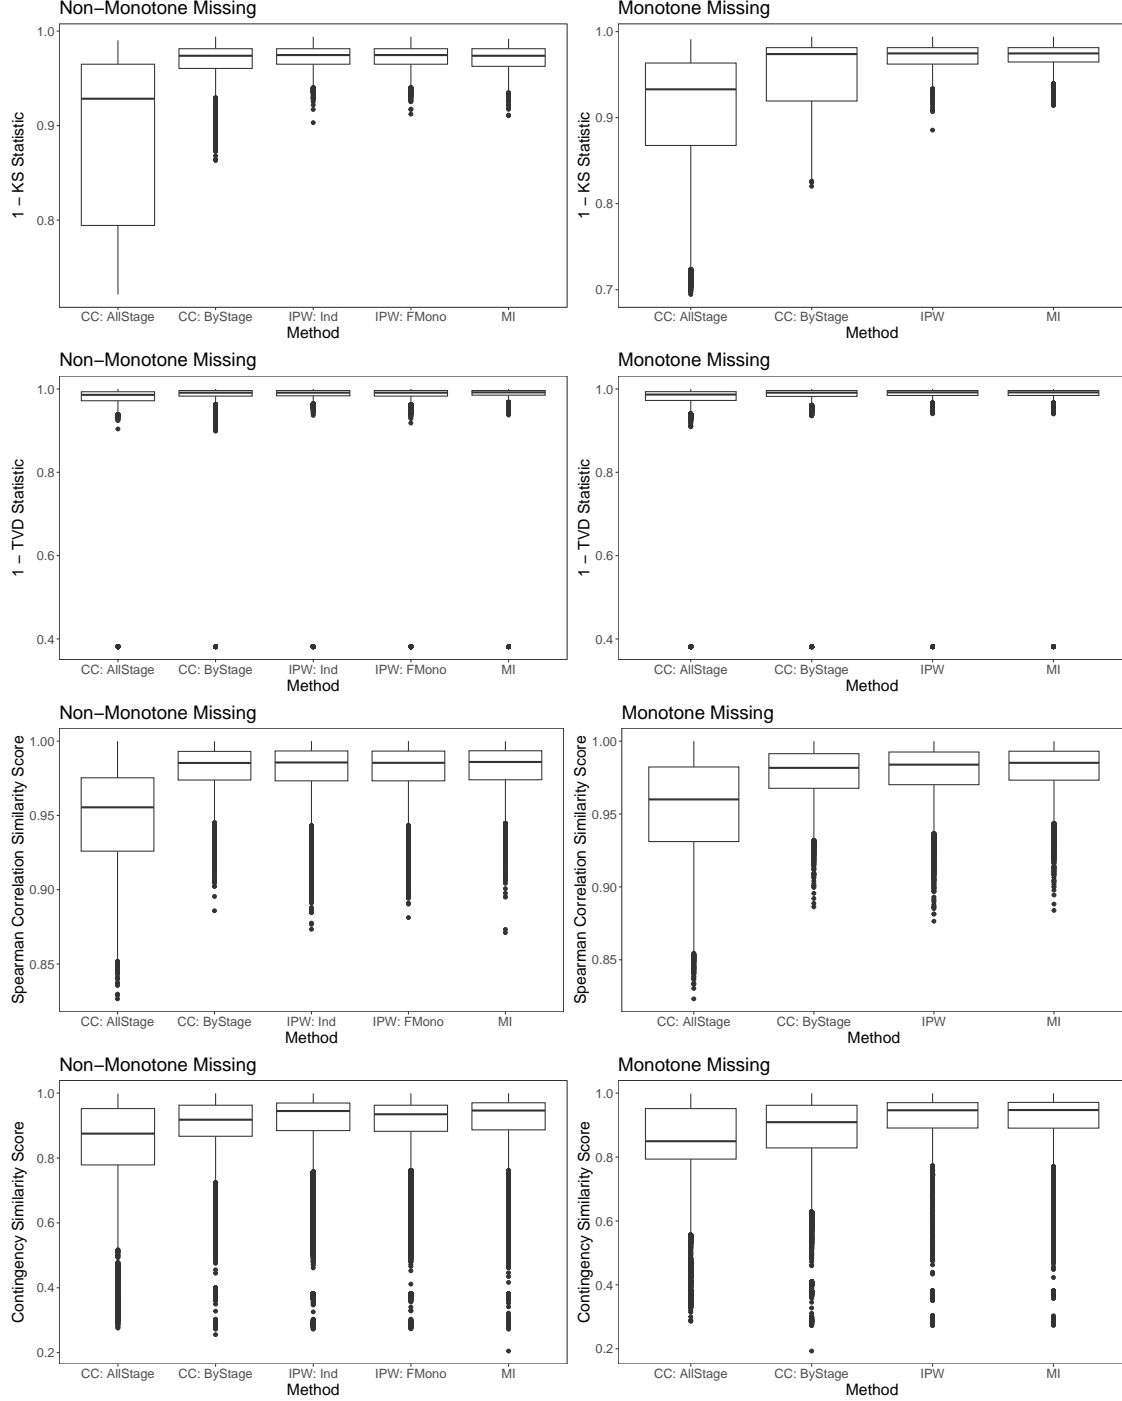 Non−Monotone Missing
1 − KS Statistic
1.0
0.9
0.8
CC: AllStage CC: ByStage IPW: Ind IPW: FMono MI
Method
Monotone Missing
1 − KS Statistic
1.0
0.9
0.8
0.7
CC: AllStage CC: ByStage IPW MI
Method
Non−Monotone Missing
1 − TVD Statistic
1.0
0.8
0.6
0.4
CC: AllStage CC: ByStage IPW: Ind IPW: FMono MI
Method
Monotone Missing
1 − TVD Statistic
1.0
0.8
0.6
0.4
CC: AllStage CC: ByStage IPW MI
Method
Non−Monotone Missing
Spearman Correlation Similarity Score
1.00
0.95
0.90
0.85
CC: AllStage CC: ByStage IPW: Ind IPW: FMono MI
Method
Monotone Missing
Spearman Correlation Similarity Score
1.00
0.95
0.90
0.85
CC: AllStage CC: ByStage IPW MI
Method
Non−Monotone Missing
Contingency Similarity Score
1.0
0.8
0.6
0.4
0.2
CC: AllStage CC: ByStage IPW: Ind IPW: FMono MI
Method
Monotone Missing
Contingency Similarity Score
1.0
0.8
0.6
0.4
0.2
CC: AllStage CC: ByStage IPW MI
Method